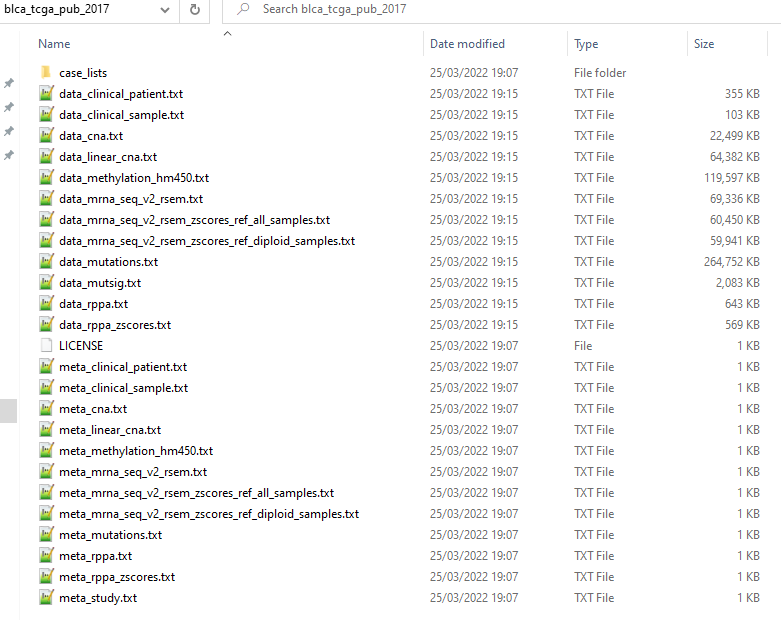 blca_tcga_pub_2017 Search blca_tcga_pub_2017
Name Date modified Type Size
case_lists 25/03/2022 19:07 File folder
data_clinical_patient.txt 25/03/2022 19:15 TXT File 355 KB
data_clinical_sample.txt 25/03/2022 19:15 TXT File 103 KB
data_cna.txt 25/03/2022 19:15 TXT File 22,499 KB
data_linear_cna.txt 25/03/2022 19:15 TXT File 64,382 KB
data_methylation_hm450.txt 25/03/2022 19:15 TXT File 119,597 KB
data_mrna_seq_v2_rsem.txt 25/03/2022 19:15 TXT File 69,336 KB
data_mrna_seq_v2_rsem_zscores_ref_all_samples.txt 25/03/2022 19:15 TXT File 60,450 KB
data_mrna_seq_v2_rsem_zscores_ref_diploid_samples.txt 25/03/2022 19:15 TXT File 59,941 KB
data_mutations.txt 25/03/2022 19:15 TXT File 264,752 KB
data_mutsig.txt 25/03/2022 19:15 TXT File 2,083 KB
data_rppa.txt 25/03/2022 19:15 TXT File 643 KB
data_rppa_zscores.txt 25/03/2022 19:15 TXT File 569 KB
LICENSE 25/03/2022 19:07 File 1 KB
meta_clinical_patient.txt 25/03/2022 19:07 TXT File 1 KB
meta_clinical_sample.txt 25/03/2022 19:07 TXT File 1 KB
meta_cna.txt 25/03/2022 19:07 TXT File 1 KB
meta_linear_cna.txt 25/03/2022 19:07 TXT File 1 KB
meta_methylation_hm450.txt 25/03/2022 19:07 TXT File 1 KB
meta_mrna_seq_v2_rsem.txt 25/03/2022 19:07 TXT File 1 KB
meta_mrna_seq_v2_rsem_zscores_ref_all_samples.txt 25/03/2022 19:07 TXT File 1 KB
meta_mrna_seq_v2_rsem_zscores_ref_diploid_samples.txt 25/03/2022 19:07 TXT File 1 KB
meta_mutations.txt 25/03/2022 19:07 TXT File 1 KB
meta_rppa.txt 25/03/2022 19:07 TXT File 1 KB
meta_rppa_zscores.txt 25/03/2022 19:07 TXT File 1 KB
meta_study.txt 25/03/2022 19:07 TXT File 1 KB